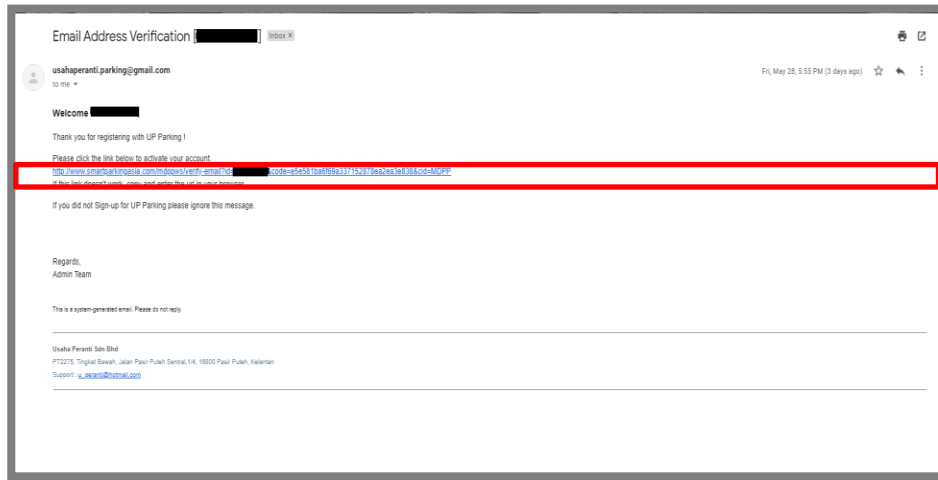 Email Address Verification [ ] Inbox x
usahaperanti.parking@gmail.com
Fri, May 28, 5:55 PM (3 days ago)
to me
Welcome
Thank you for registering with UP Parking !
Please click the link below to activate your account.
http://www.smartparkingasia.com/mdppws/verify-email?id= &code=e5e581ba6f69a337152878ea2ea3e838&cid=MDPP
If this link doesn't work, copy and enter the url in your browser.
If you did not Sign-up for UP Parking please ignore this message.
Regards,
Admin Team
This is a system-generated email. Please do not reply.
Usaha Peranti Sdn Bhd
PT2275, Tingkat Bawah, Jalan Pasir Puteh Sentral,1/4, 16800 Pasir Puteh, Kelantan
Support : u_peranti@hotmail.com